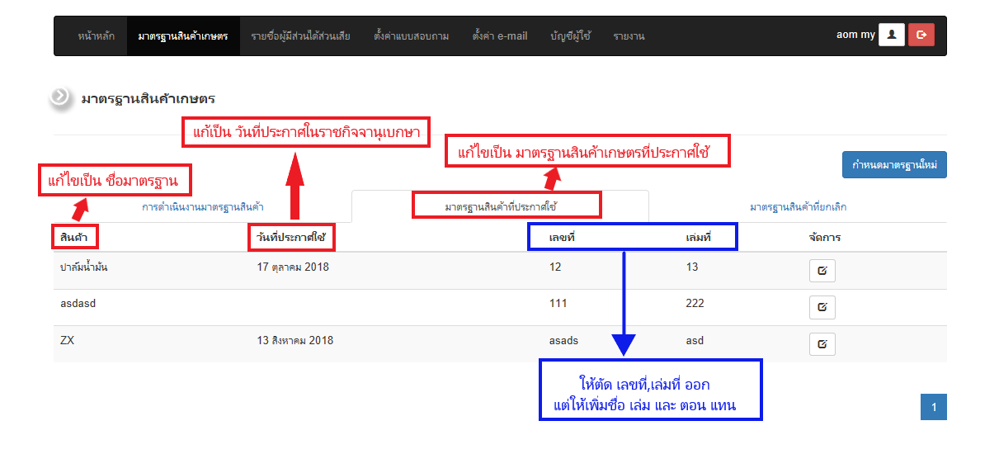 หน้าหลัก มาตรฐานสินค้าเกษตร รายชื่อผู้มีส่วนได้ส่วนเสีย ตั้งค่าแบบสอบถาม ตั้งค่า e-mail บัญชีผู้ใช้ รายงาน aom my
มาตรฐานสินค้าเกษตร
แก้เป็น วันที่ประกาศในราชกิจจานุเบกษา
แก้ไขเป็น มาตรฐานสินค้าเกษตรที่ประกาศใช้
กำหนดมาตรฐานใหม่
แก้ไขเป็น ชื่อมาตรฐาน
การดำเนินงานมาตรฐานสินค้า มาตรฐานสินค้าที่ประกาศใช้ มาตรฐานสินค้าที่ยกเลิก
สินค้า วันที่ประกาศใช้ เลขที่ เล่มที่ จัดการ
ปาล์มน้ำมัน 17 ตุลาคม 2018 12 13
asdasd 111 222
ZX 13 สิงหาคม 2018 asads asd
ให้ตัด เลขที่,เล่มที่ ออก
แต่ให้เพิ่มชื่อ เล่ม และ ตอน แทน
1